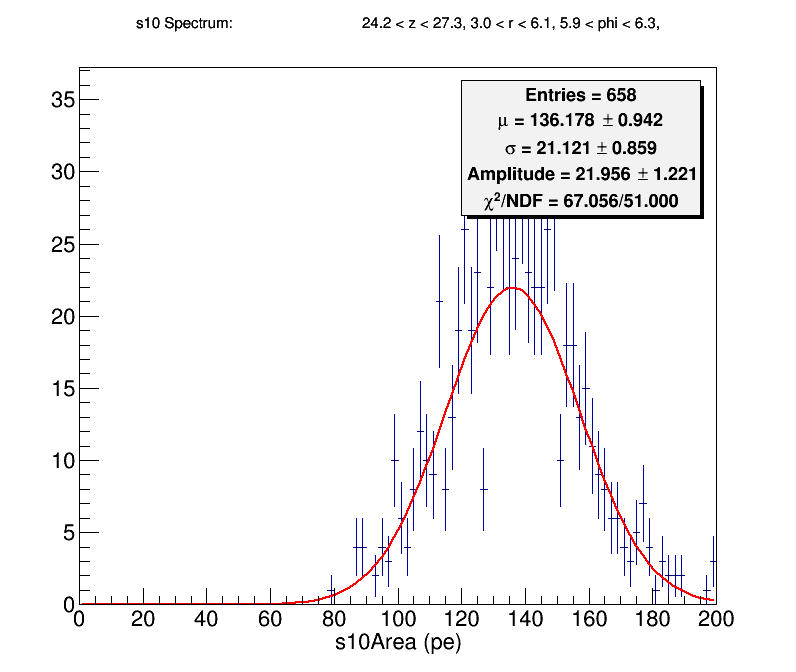 s10 Spectrum: 24.2 < z < 27.3, 3.0 < r < 6.1, 5.9 < phi < 6.3,
Entries = 658
μ = 136.178 ± 0.942
σ = 21.121 ± 0.859
Amplitude = 21.956 ± 1.221
χ²/NDF = 67.056/51.000
35
30
25
20
15
10
5
0
0 20 40 60 80 100 120 140 160 180 200
s10Area (pe)